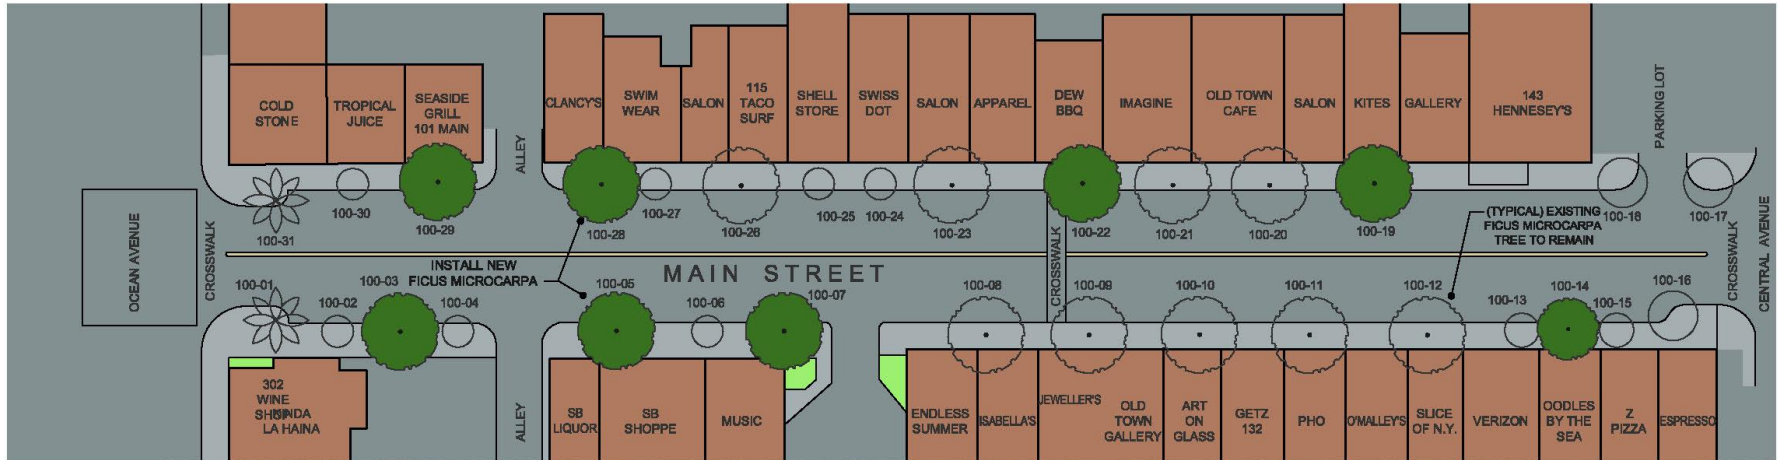 COLD
STONE
TROPICAL
JUICE
SEASIDE
GRILL
101 MAIN
ALLEY
CLANCY'S
SWIM
WEAR
SALON
115
TACO
SURF
SHELL
STORE
SWISS
DOT
SALON
APPAREL
DEW
BBQ
IMAGINE
OLD TOWN
CAFE
SALON
KITES
GALLERY
143
HENNESEY'S
PARKING LOT
100-31
100-30
100-29
100-28
100-27
100-26
100-25
100-24
100-23
100-22
100-21
100-20
100-19
(TYPICAL) EXISTING
FICUS MICROCARPA
TREE TO REMAIN
100-18
100-17
OCEAN AVENUE
CROSSWALK
INSTALL NEW
FICUS MICROCARPA
MAIN STREET
CROSSWALK
CROSSWALK
CENTRAL AVENUE
100-01
100-02
100-03
100-04
100-05
100-06
100-07
100-08
100-09
100-10
100-11
100-12
100-13
100-14
100-15
100-16
302
WINE
SHOP
LA HAINA
ALLEY
SB
LIQUOR
SB
SHOPPE
MUSIC
ENDLESS
SUMMER
ISABELLA'S
JEWELLER'S
OLD
TOWN
GALLERY
ART
ON
GLASS
GETZ
132
PHO
O'MALLEY'S
SLICE
OF N.Y.
VERIZON
OODLES
BY THE
SEA
Z
PIZZA
ESPRESSO